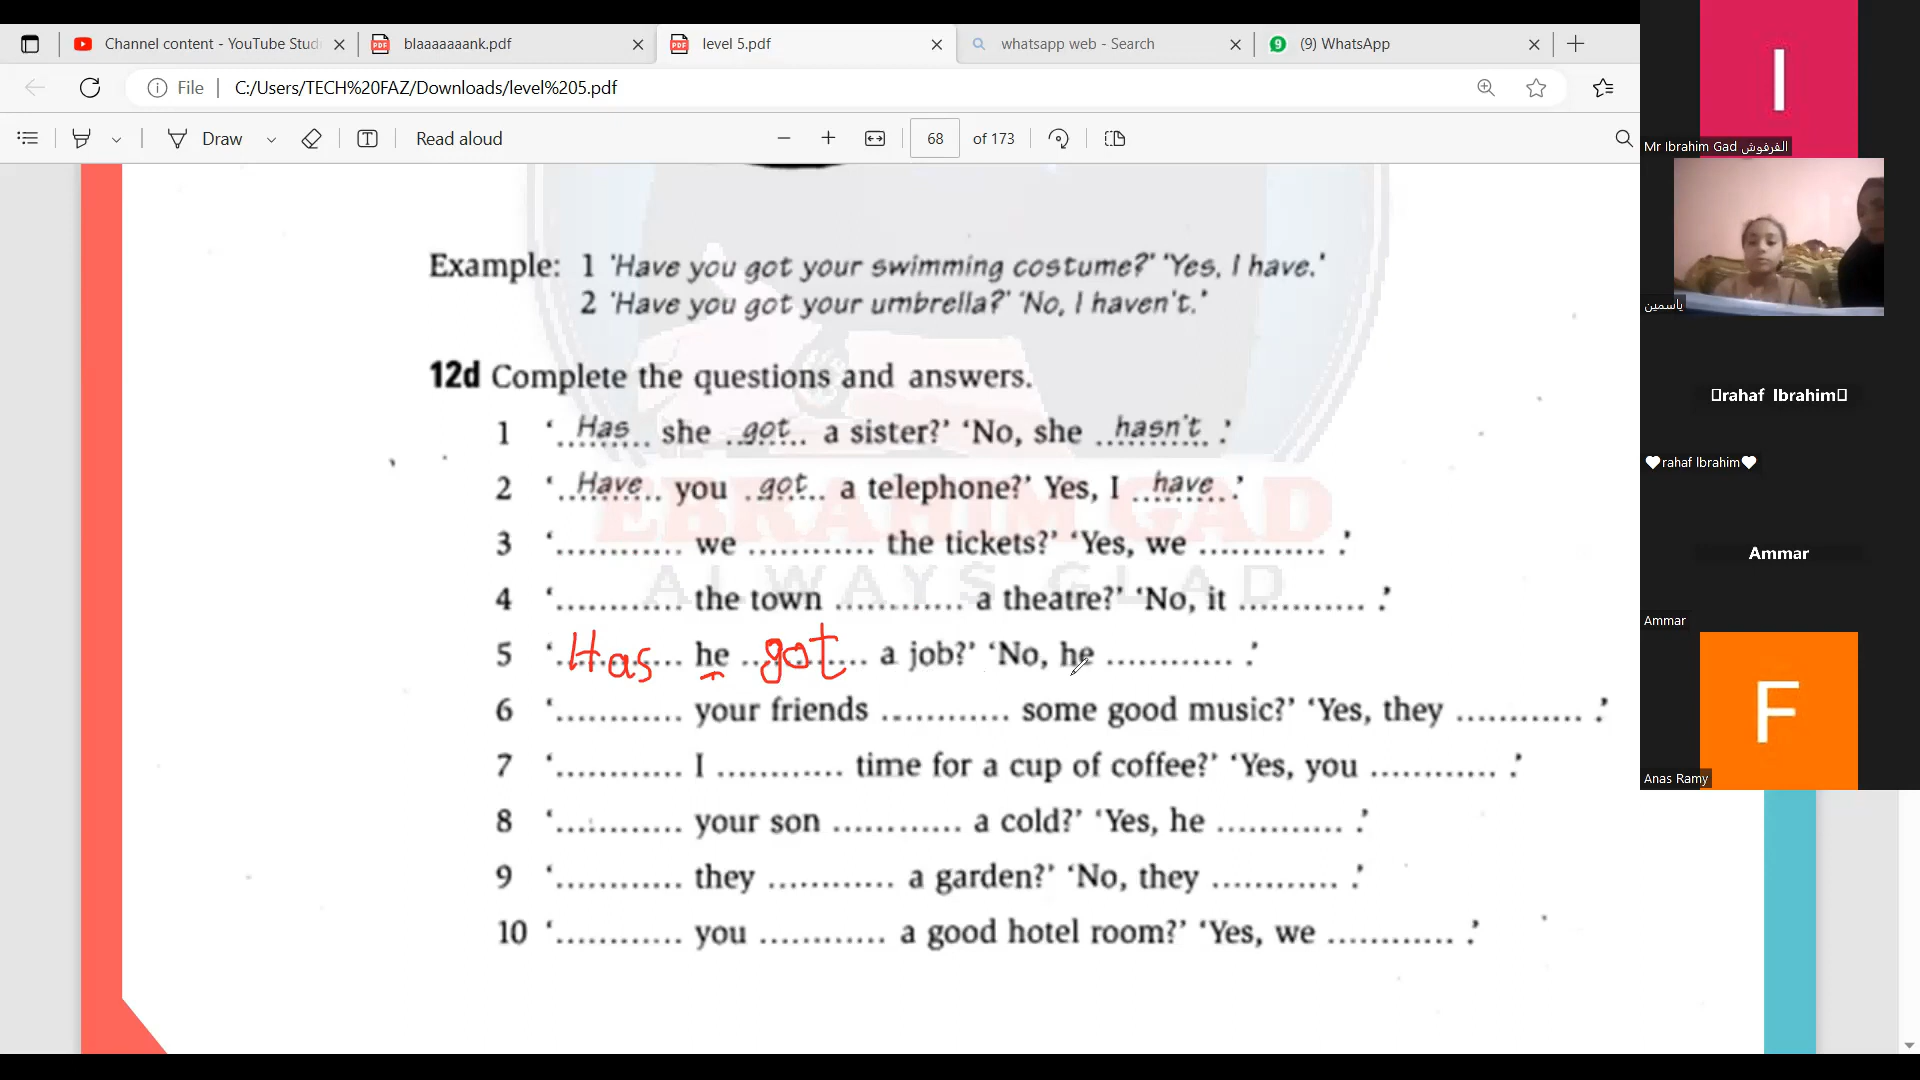 Channel content - YouTube Stud
blaaaaaaank.pdf
level 5.pdf
whatsapp web - Search
(9) WhatsApp
File
C:/Users/TECH%20FAZ/Downloads/level%205.pdf
Draw
Read aloud
68 of 173
Example: 1 'Have you got your swimming costume?' 'Yes, I have.'
2 'Have you got your umbrella?' 'No, I haven't.'
12d Complete the questions and answers.
1 '..Has.. she ..got.. a sister?' 'No, she ..hasn't..'
2 '..Have.. you ..got.. a telephone?' Yes, I ..have..'
3 '............ we ............ the tickets?' 'Yes, we ............'
4 '............ the town ............ a theatre?' 'No, it ............'
5 'Has he got a job?' 'No, he ............'
6 '............ your friends ............ some good music?' 'Yes, they ............'
7 '............ I ............ time for a cup of coffee?' 'Yes, you ............'
8 '............ your son ............ a cold?' 'Yes, he ............'
9 '............ they ............ a garden?' 'No, they ............'
10 '............ you ............ a good hotel room?' 'Yes, we ............'
EBRAHIM GAD
ALWAYS GLAD
I
Mr Ibrahim Gad الفرفوش
ياسمين
rahaf Ibrahim
rahaf Ibrahim
Ammar
Ammar
F
Anas Ramy